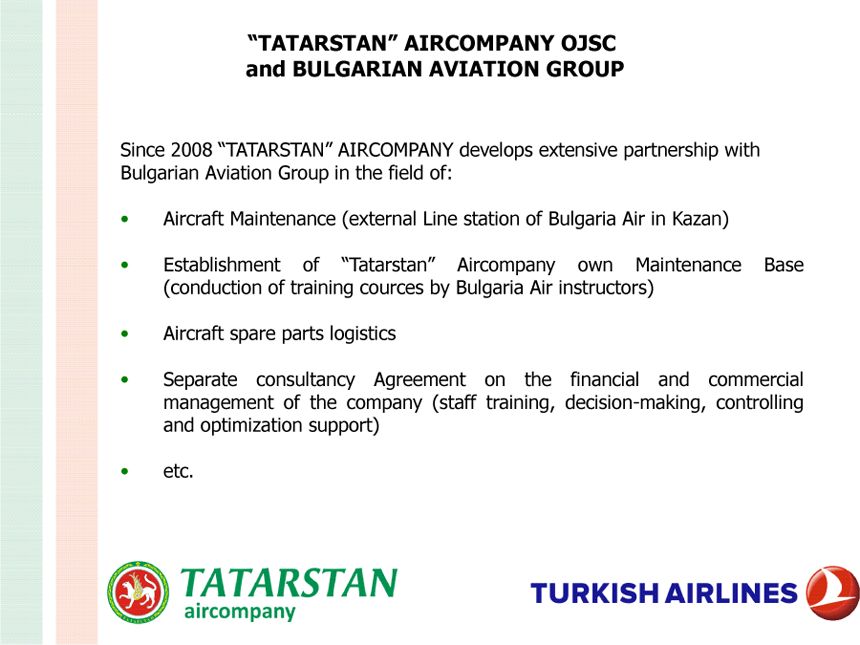 “TATARSTAN” AIRCOMPANY OJSC
and BULGARIAN AVIATION GROUP
Since 2008 “TATARSTAN” AIRCOMPANY develops extensive partnership with
Bulgarian Aviation Group in the field of:
• Aircraft Maintenance (external Line station of Bulgaria Air in Kazan)
• Establishment of “Tatarstan” Aircompany own Maintenance Base
(conduction of training cources by Bulgaria Air instructors)
• Aircraft spare parts logistics
• Separate consultancy Agreement on the financial and commercial
management of the company (staff training, decision-making, controlling
and optimization support)
• etc.
TATARSTAN
aircompany
TURKISH AIRLINES